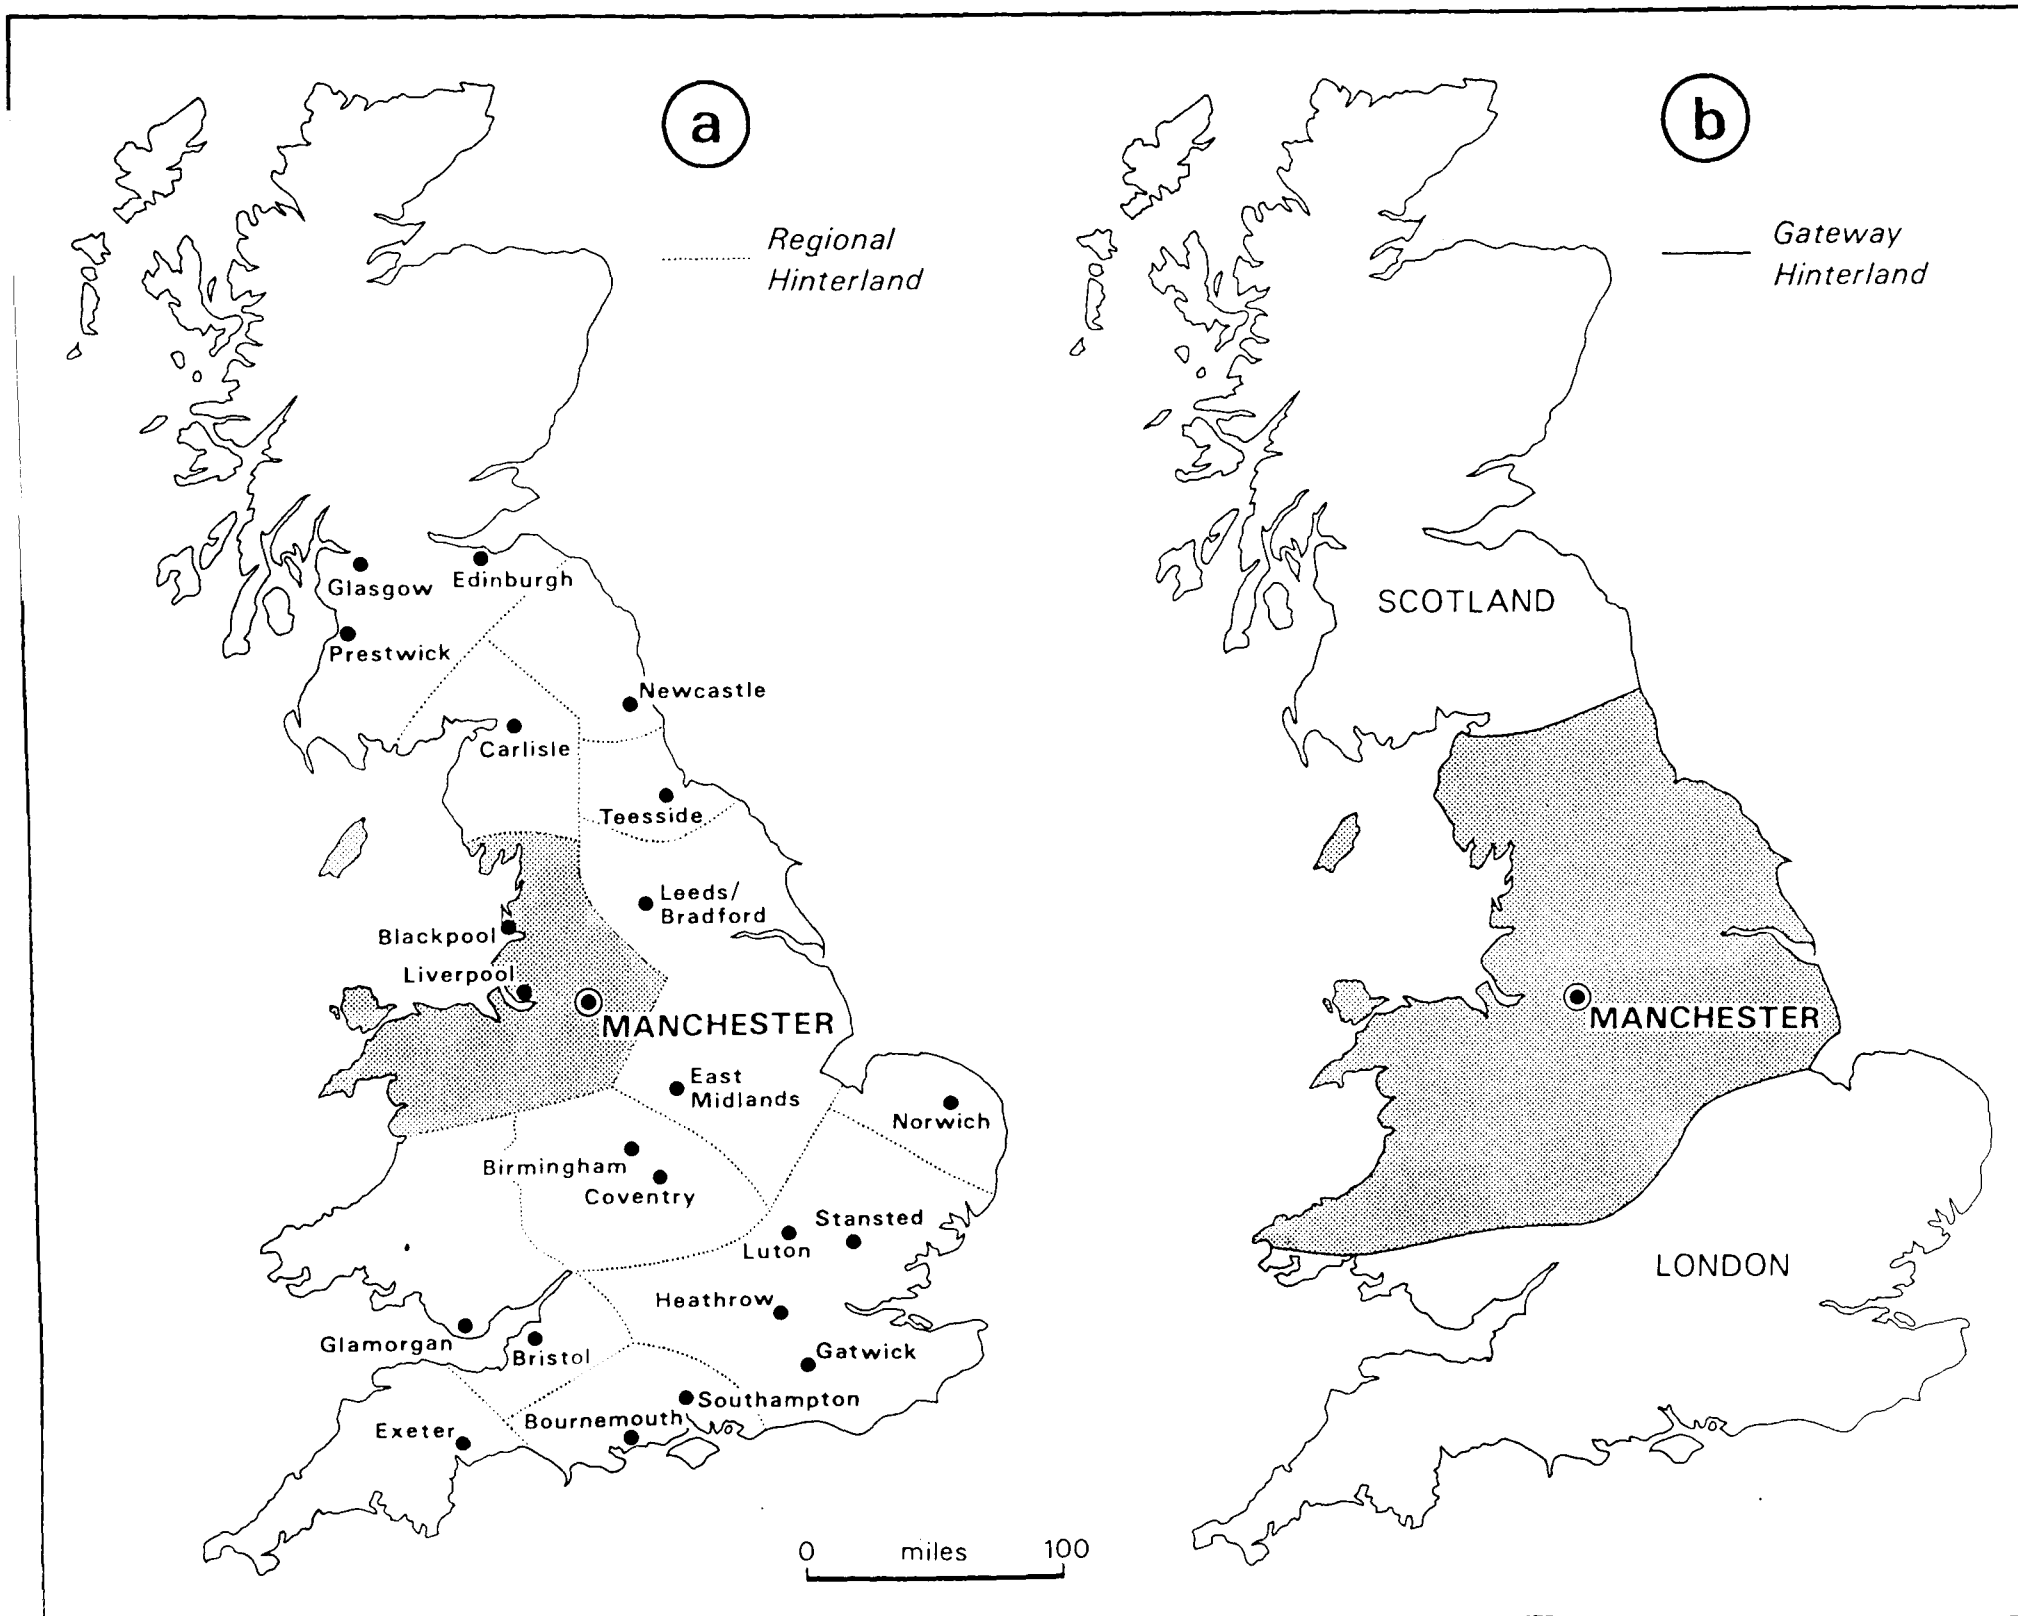 a
Regional
Hinterland
Glasgow
Edinburgh
Prestwick
Newcastle
Carlisle
Teesside
Leeds/
Bradford
Blackpool
Liverpool
MANCHESTER
East
Midlands
Norwich
Birmingham
Coventry
Stansted
Luton
Heathrow
Glamorgan
Bristol
Gatwick
Southampton
Bournemouth
Exeter
0 miles 100
b
Gateway
Hinterland
SCOTLAND
MANCHESTER
LONDON